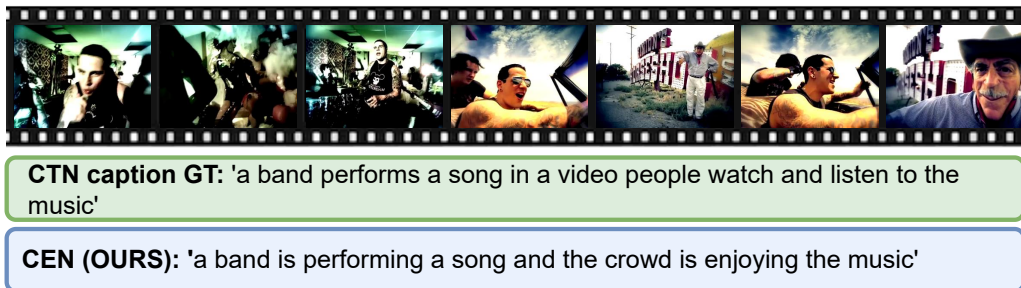 CTN caption GT: 'a band performs a song in a video people watch and listen to the
music'
CEN (OURS): 'a band is performing a song and the crowd is enjoying the music'